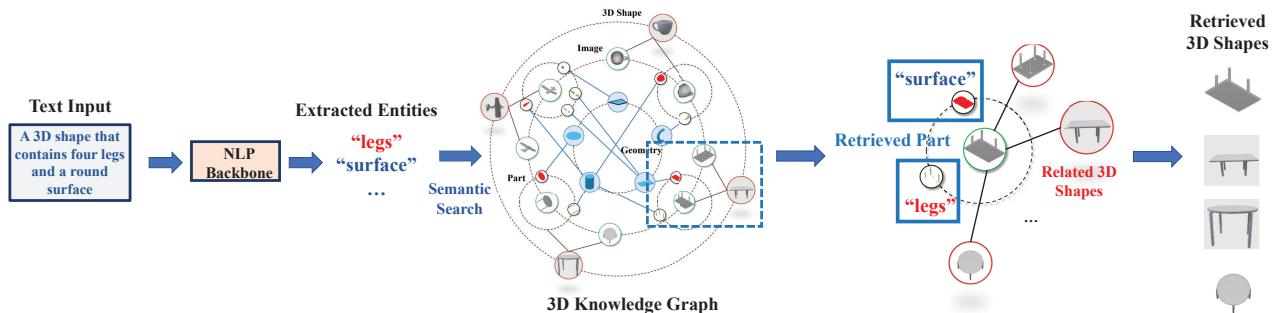 Text Input
A 3D shape that
contains four legs
and a round
surface
NLP
Backbone
Extracted Entities
“legs”
“surface”
...
Semantic
Search
3D Shape
Image
Geometry
Part
3D Knowledge Graph
“surface”
Retrieved Part
“legs”
Related 3D
Shapes
...
Retrieved
3D Shapes